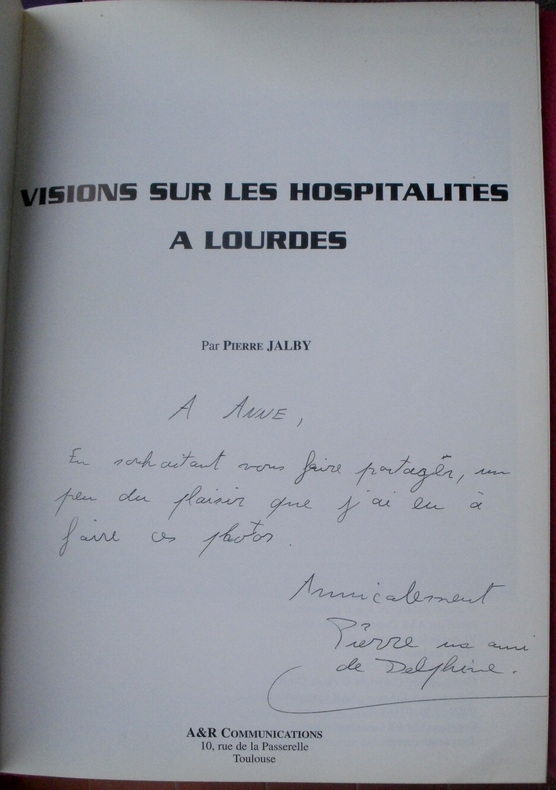 VISIONS SUR LES HOSPITALITES
A LOURDES
Par PIERRE JALBY
A ANNE,
En souhaitant vous faire partager, un
peu du plaisir que j'ai eu à
faire ces photos.
Amicalement
Pierre un ami
de Delphine.
A&R COMMUNICATIONS
10, rue de la Passerelle
Toulouse